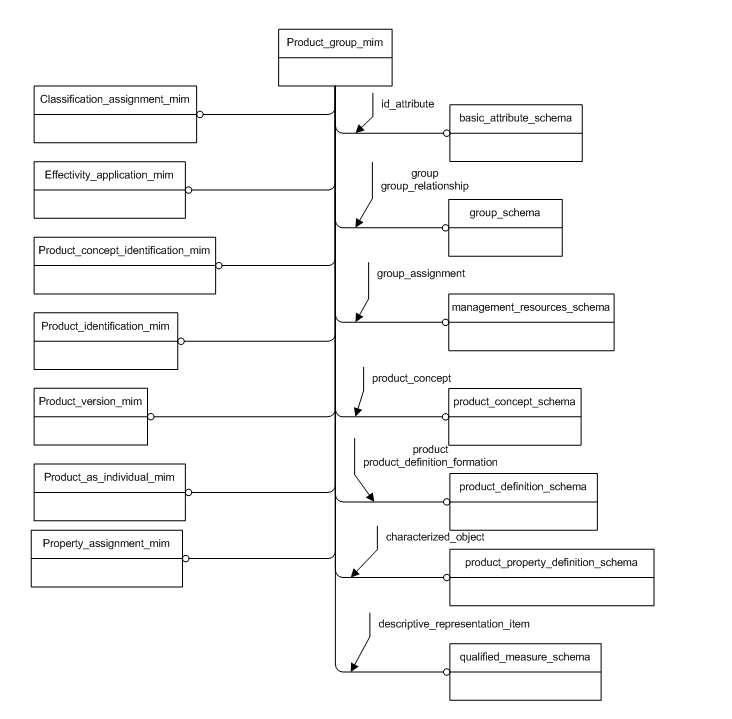 Product_group_mim
Classification_assignment_mim
id_attribute
basic_attribute_schema
Effectivity_application_mim
group
group_relationship
group_schema
Product_concept_identification_mim
group_assignment
management_resources_schema
Product_identification_mim
product_concept
Product_version_mim
product_concept_schema
product
product_definition_formation
Product_as_individual_mim
product_definition_schema
characterized_object
Property_assignment_mim
product_property_definition_schema
descriptive_representation_item
qualified_measure_schema